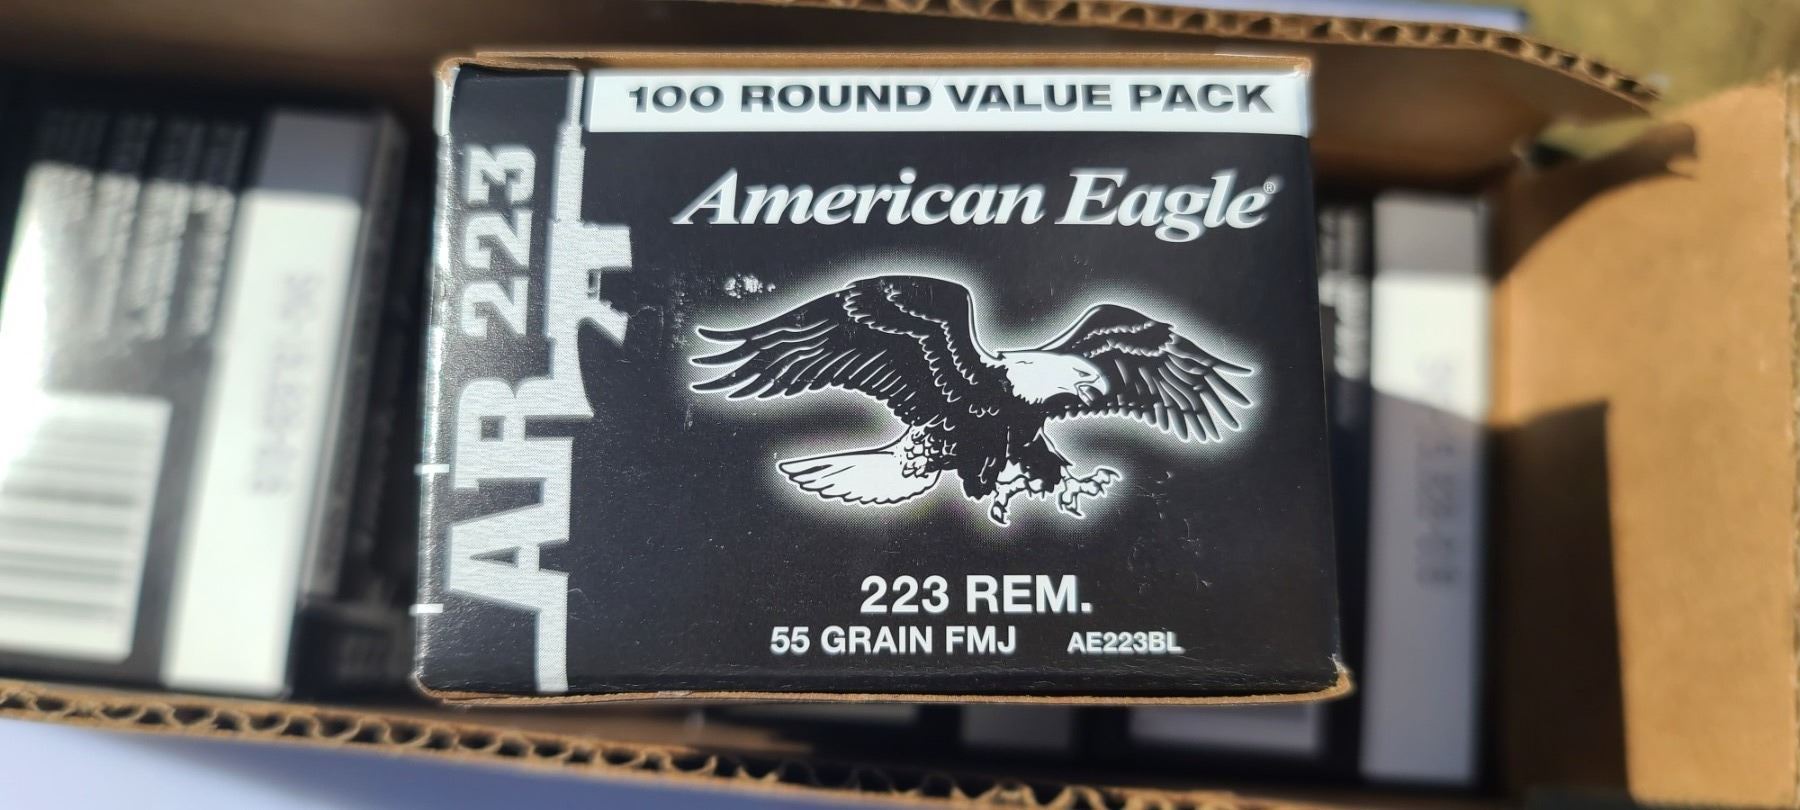 100 ROUND VALUE PACK
AR 223
American Eagle®
223 REM.
55 GRAIN FMJ AE223BL